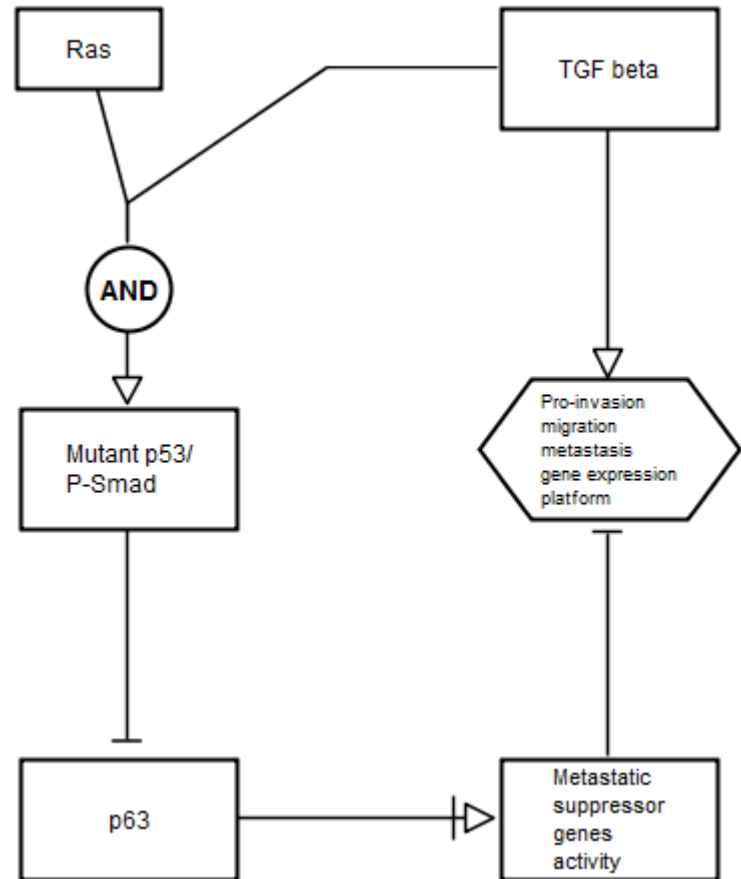 Ras
TGF beta
AND
Mutant p53/
P-Smad
Pro-invasion
migration
metastasis
gene expression
platform
p63
Metastatic
suppressor
genes
activity